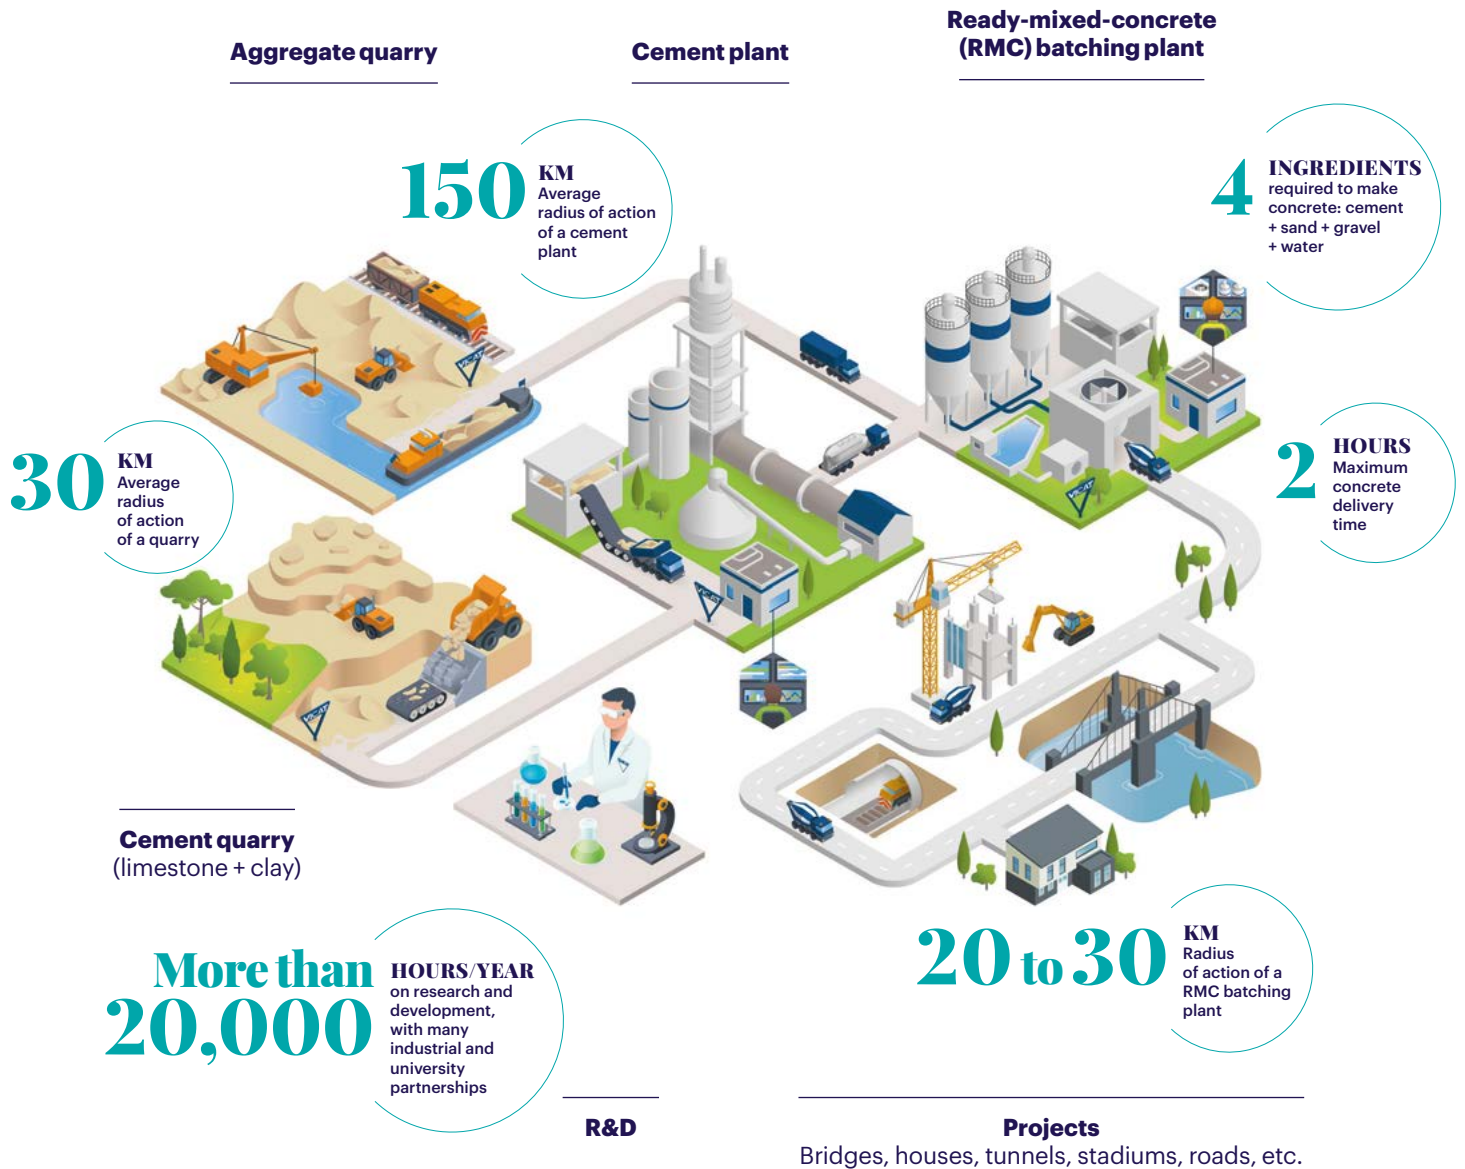 Aggregate quarry
Cement plant
Ready-mixed-concrete
(RMC) batching plant
150
KM
Average
radius of action
of a cement
plant
4
INGREDIENTS
required to make
concrete: cement
+ sand + gravel
+ water
30
KM
Average
radius
of action
of a quarry
2
HOURS
Maximum
concrete
delivery
time
VICAT
VICAT
VICAT
VICAT
Cement quarry
(limestone + clay)
More than
20,000
HOURS/YEAR
on research and
development,
with many
industrial and
university
partnerships
20 to 30
KM
Radius
of action of a
RMC batching
plant
R&D
Projects
Bridges, houses, tunnels, stadiums, roads, etc.